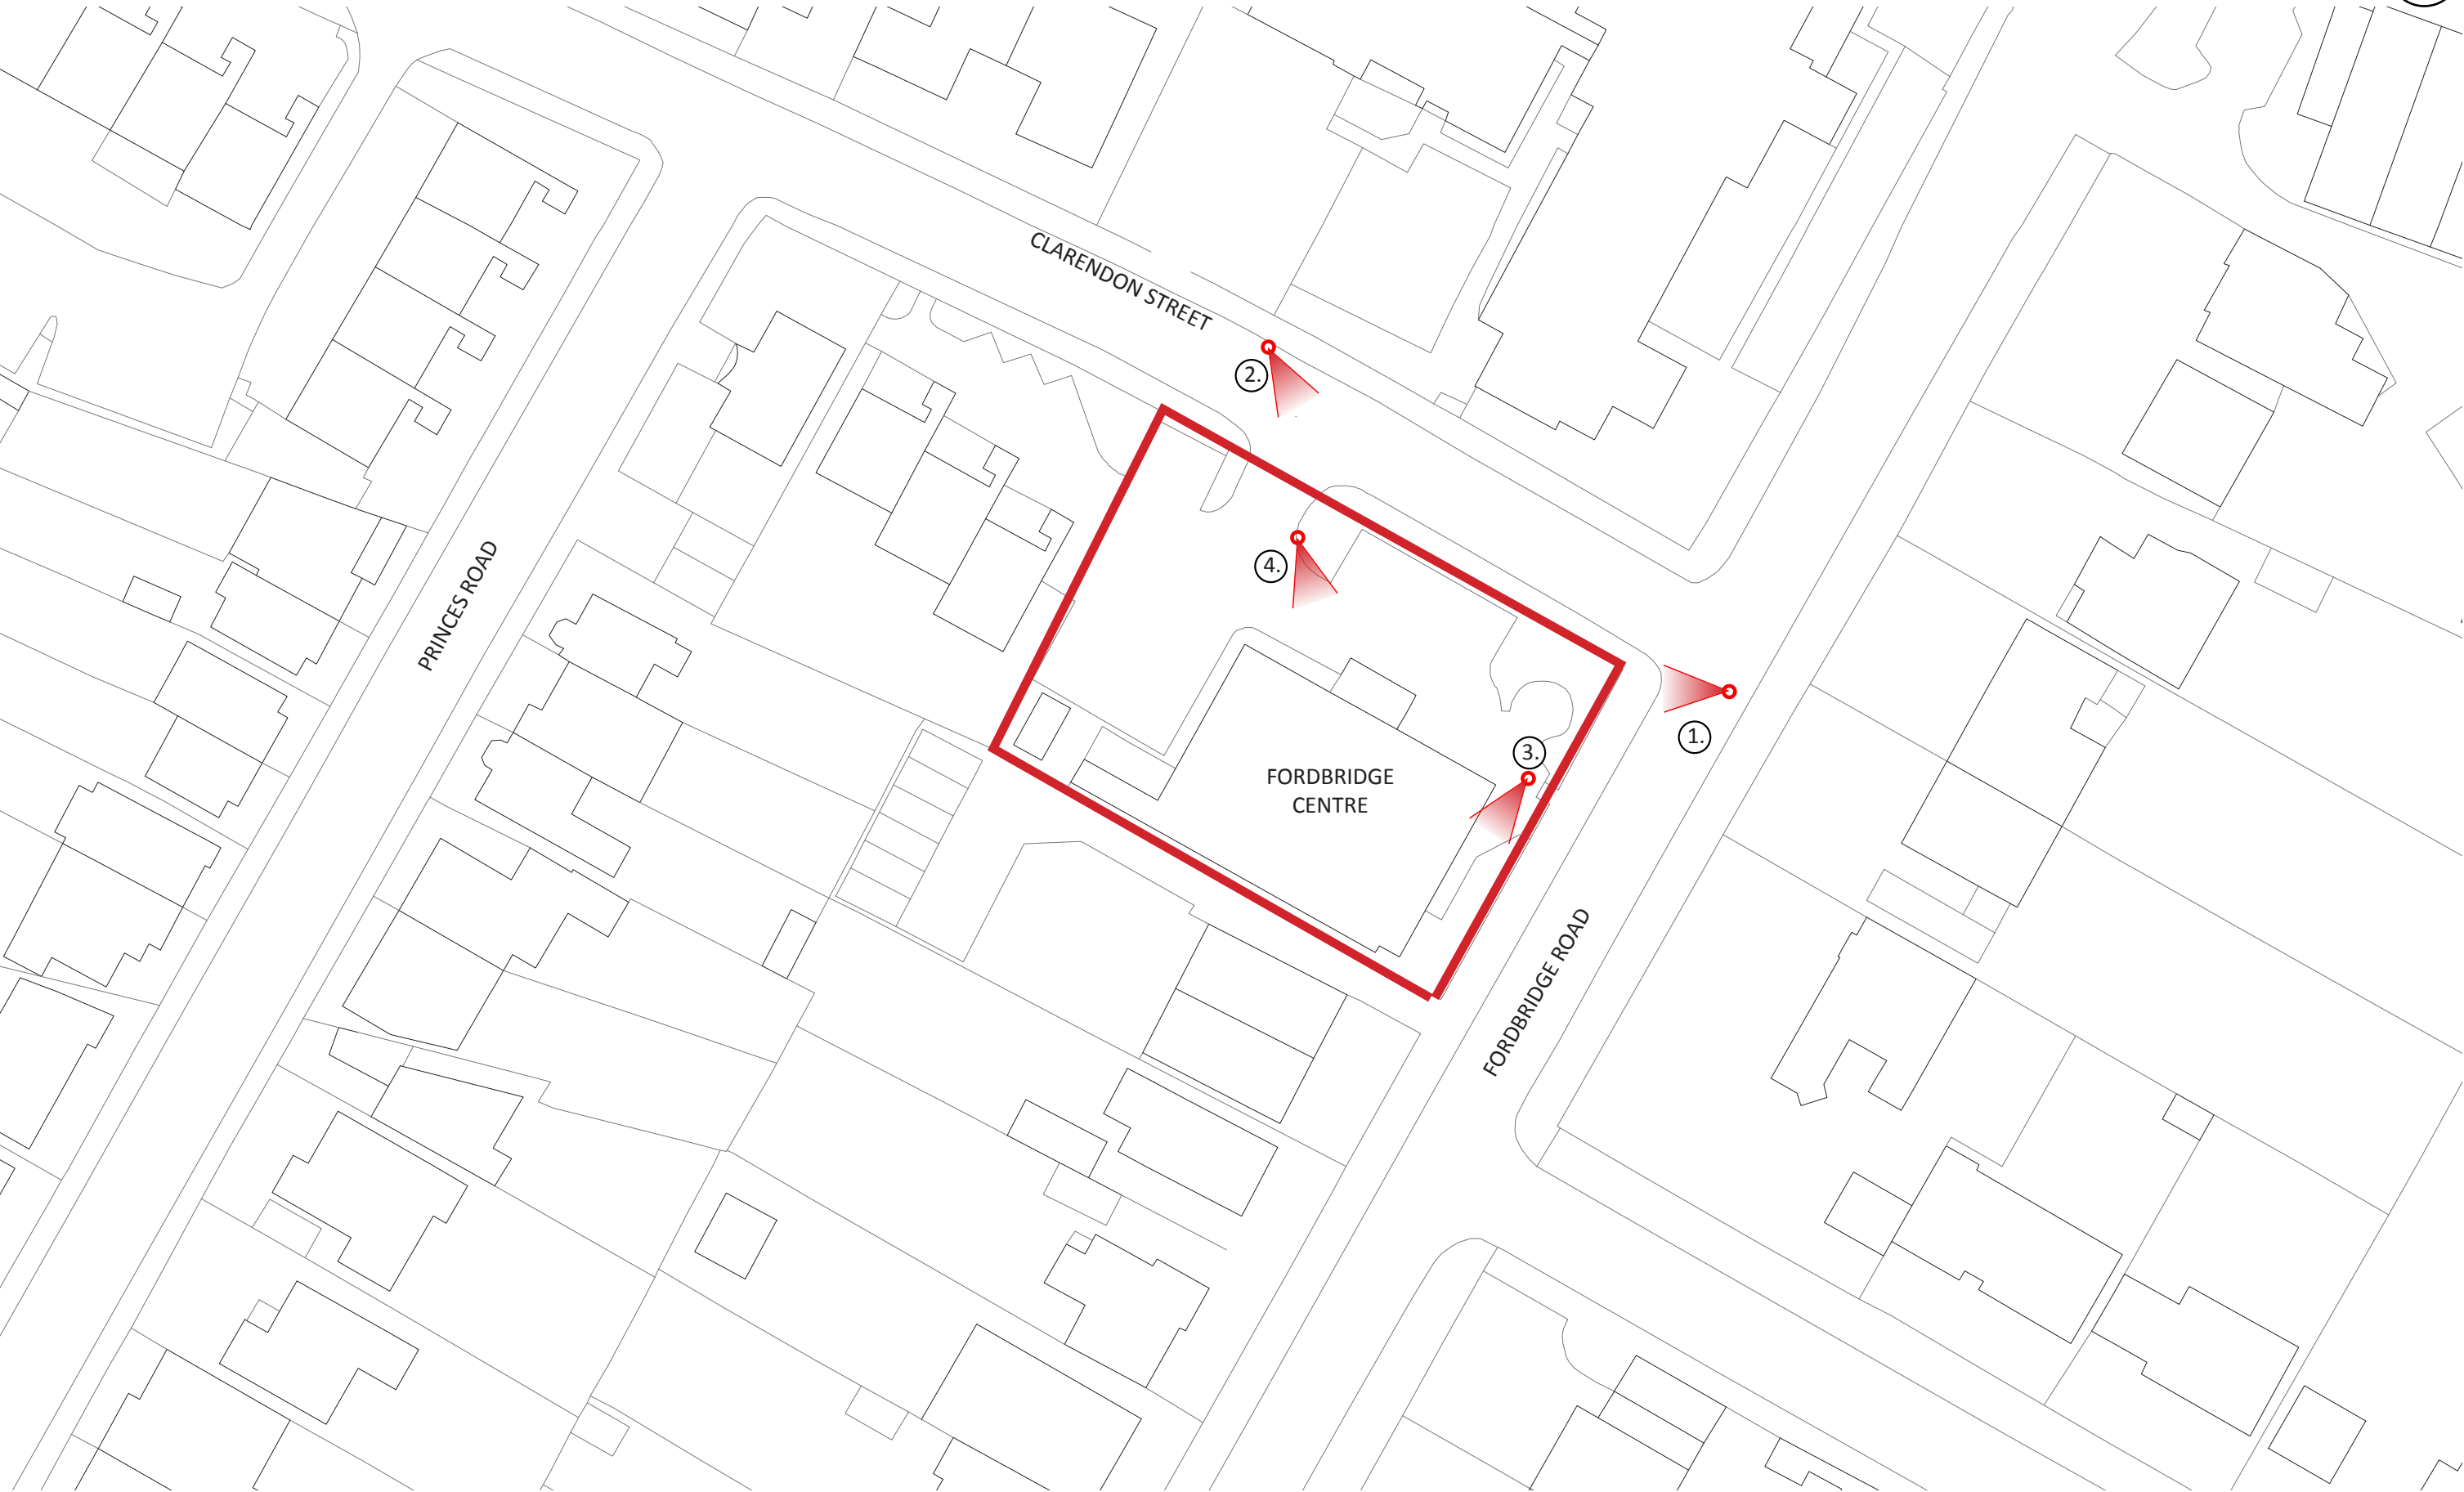 CLARENDON STREET
2.
PRINCES ROAD
4.
1.
3.
FORDBRIDGE
CENTRE
FORDBRIDGE ROAD